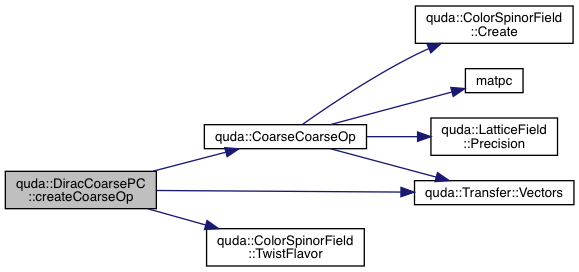 quda::DiracCoarsePC
::createCoarseOp
quda::CoarseCoarseOp
quda::ColorSpinorField
::TwistFlavor
quda::ColorSpinorField
::Create
matpc
quda::LatticeField
::Precision
quda::Transfer::Vectors